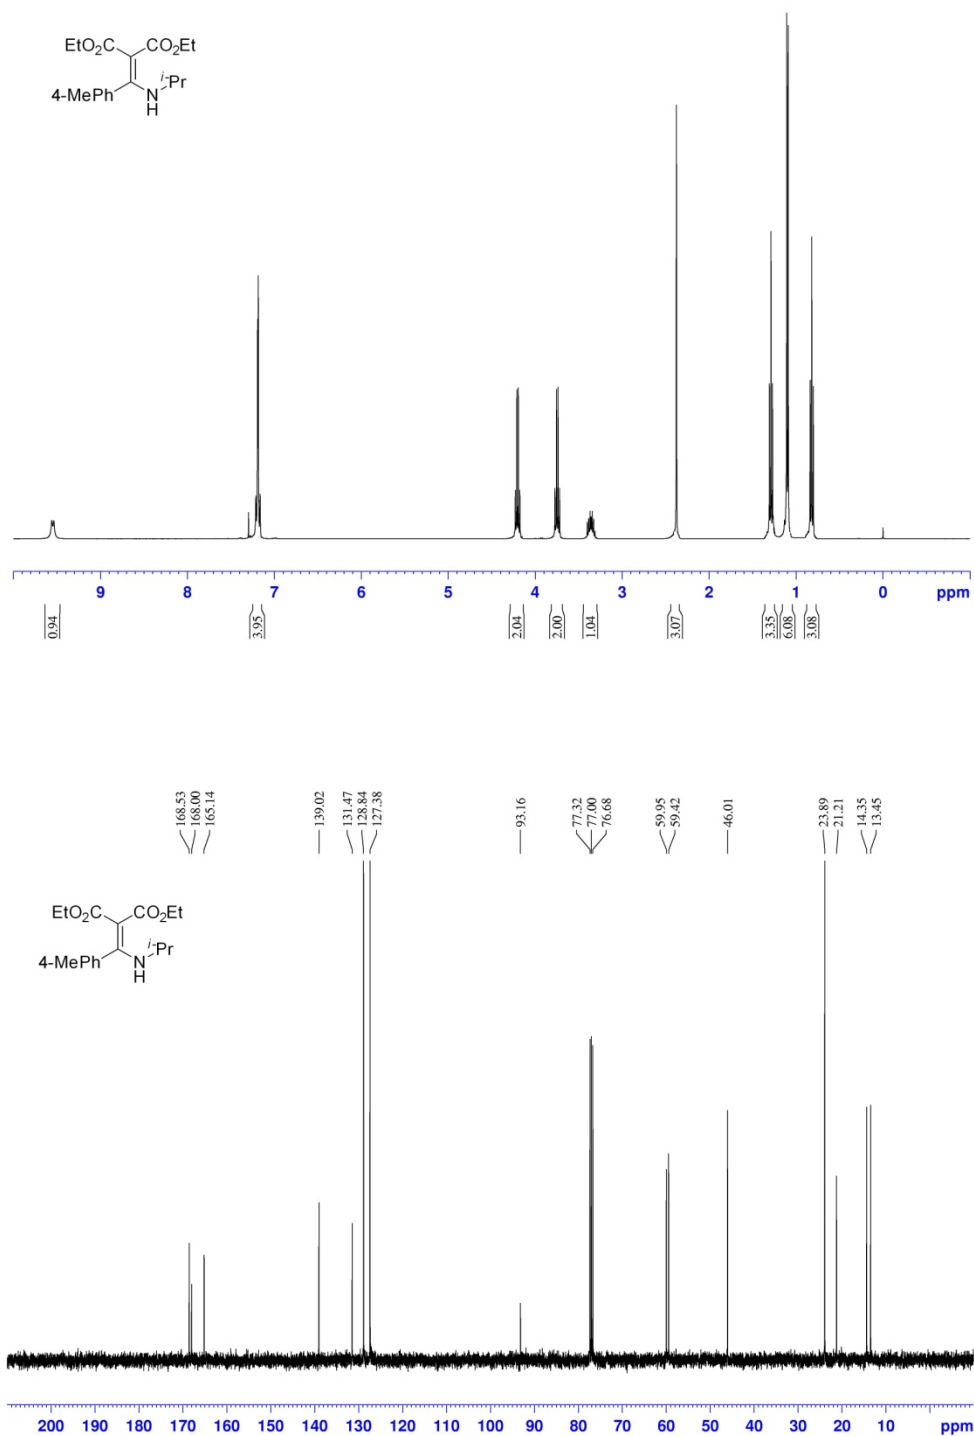 EtO2C CO2Et
i-Pr
4-MePh N
H
9 8 7 6 5 4 3 2 1 0 ppm
0.94 3.95 2.04 2.00 1.04 3.07 3.35 6.08 3.08
168.53 168.00 165.14 139.02 131.47 128.84 127.38 93.16 77.32 77.00 76.68 59.95 59.42 46.01 23.89 21.21 14.35 13.45
EtO2C CO2Et
i-Pr
4-MePh N
H
200 190 180 170 160 150 140 130 120 110 100 90 80 70 60 50 40 30 20 10 ppm